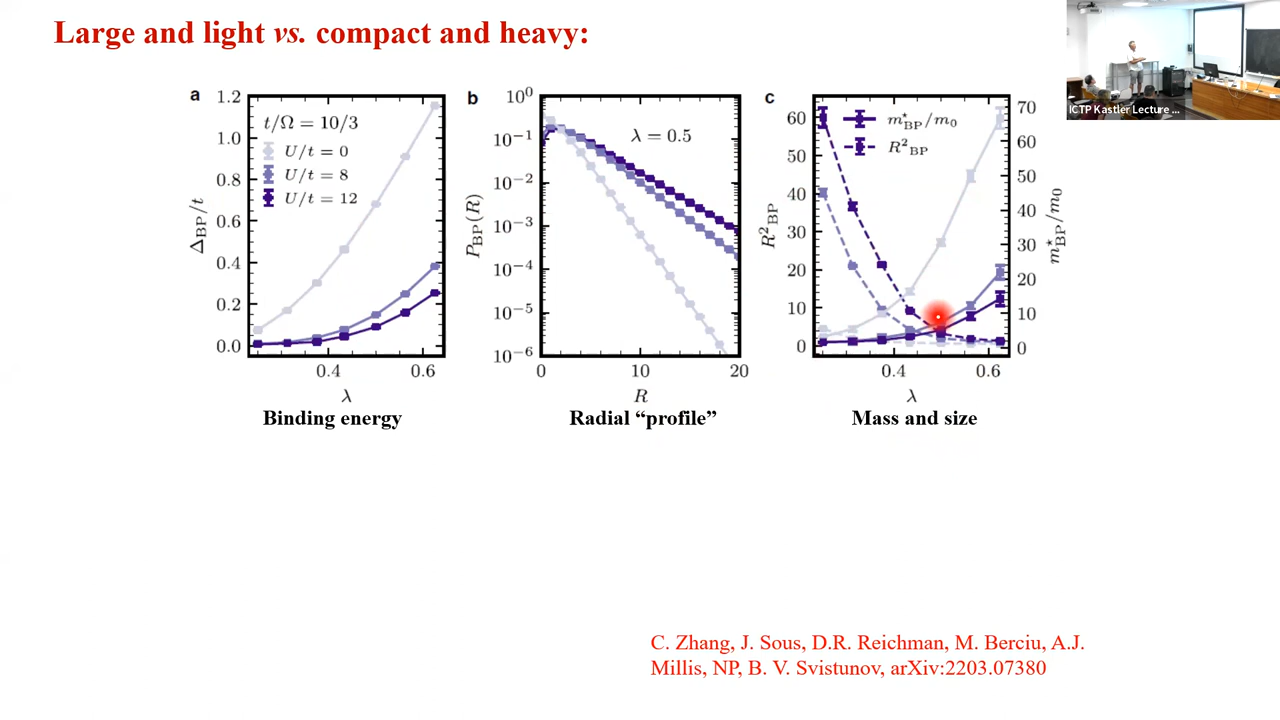 Large and light vs. compact and heavy:
ICTP Kastler Lecture ...
a
1.2
1.0
0.8
0.6
0.4
0.2
0.0
Δ_BP/t
t/Ω = 10/3
U/t = 0
U/t = 8
U/t = 12
0.4
0.6
λ
Binding energy
b
10^0
10^-1
10^-2
10^-3
10^-4
10^-5
10^-6
P_BP(R)
λ = 0.5
0
10
20
R
Radial “profile”
c
60
50
40
30
20
10
0
R^2_BP
m*_BP/m_0
R^2_BP
70
60
50
40
30
20
10
0
m*_BP/m_0
0.4
0.6
λ
Mass and size
C. Zhang, J. Sous, D.R. Reichman, M. Berciu, A.J.
Millis, NP, B. V. Svistunov, arXiv:2203.07380